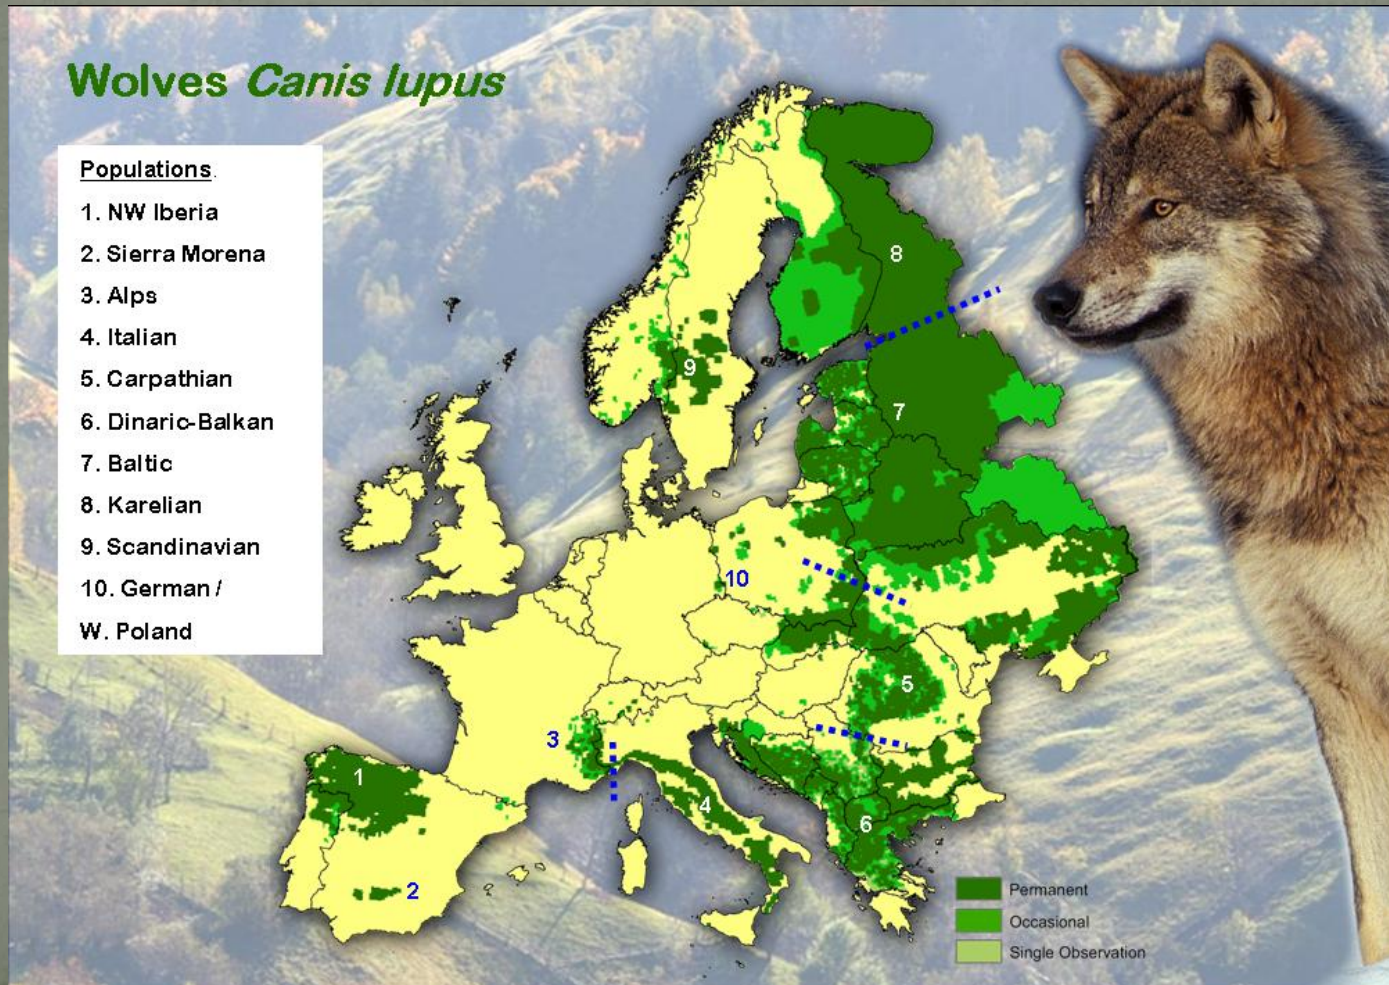 Wolves Canis lupus
Populations.
1. NW Iberia
2. Sierra Morena
3. Alps
4. Italian
5. Carpathian
6. Dinaric-Balkan
7. Baltic
8. Karelian
9. Scandinavian
10. German /
W. Poland
8
9
7
10
5
3
1
4
6
2
Permanent
Occasional
Single Observation